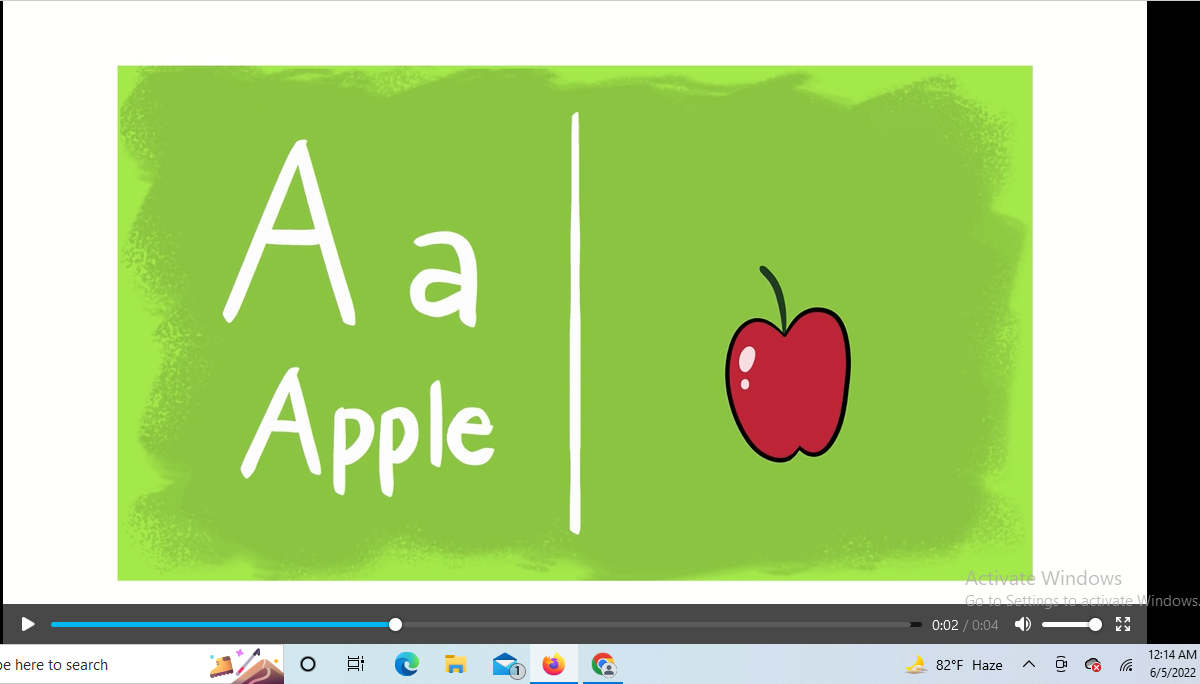 A a
Apple
Activate Windows
Go to Settings to activate Windows.
0:02 / 0:04
pe here to search
1
82°F Haze
12:14 AM
6/5/2022